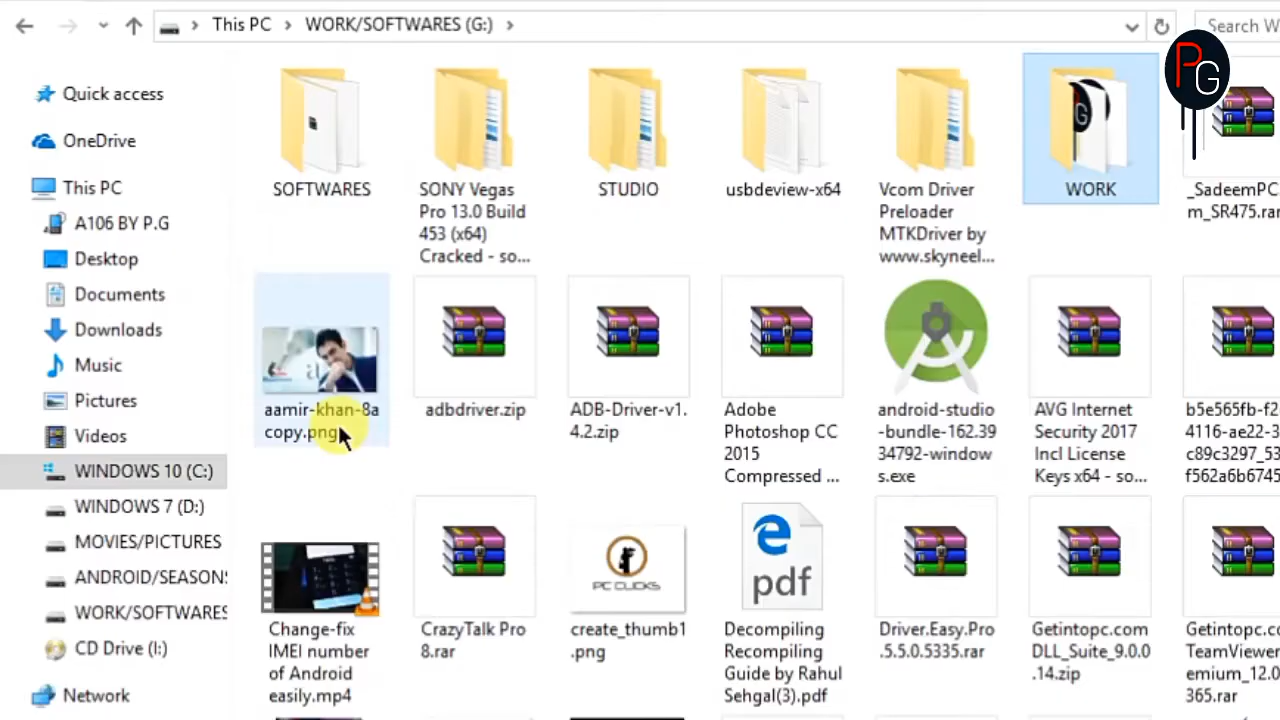 This PC > WORK/SOFTWARES (G:) >
Search W
PG
Quick access
OneDrive
This PC
A106 BY P.G
Desktop
Documents
Downloads
Music
Pictures
Videos
WINDOWS 10 (C:)
WINDOWS 7 (D:)
MOVIES/PICTURES
ANDROID/SEASONS
WORK/SOFTWARES
CD Drive (I:)
Network
SOFTWARES
SONY Vegas
Pro 13.0 Build
453 (x64)
Cracked - so...
STUDIO
usbdeview-x64
Vcom Driver
Preloader
MTKDriver by
www.skyneel...
WORK
_SadeemPC
m_SR475.rar
aamir-khan-8a
copy.png
adbdriver.zip
ADB-Driver-v1.
4.2.zip
Adobe
Photoshop CC
2015
Compressed ...
android-studio
-bundle-162.39
34792-window
s.exe
AVG Internet
Security 2017
Incl License
Keys x64 - so...
b5e565fb-f2
4116-ae22-3
c89c3297_53
f562a6b6745
Change-fix
IMEI number
of Android
easily.mp4
CrazyTalk Pro
8.rar
PC CLICKS
create_thumb1
.png
pdf
Decompiling
Recompiling
Guide by Rahul
Sehgal(3).pdf
Driver.Easy.Pro
.5.5.0.5335.rar
Getintopc.com
DLL_Suite_9.0.0
.14.zip
Getintopc.com
TeamViewer
emium_12.0
365.rar